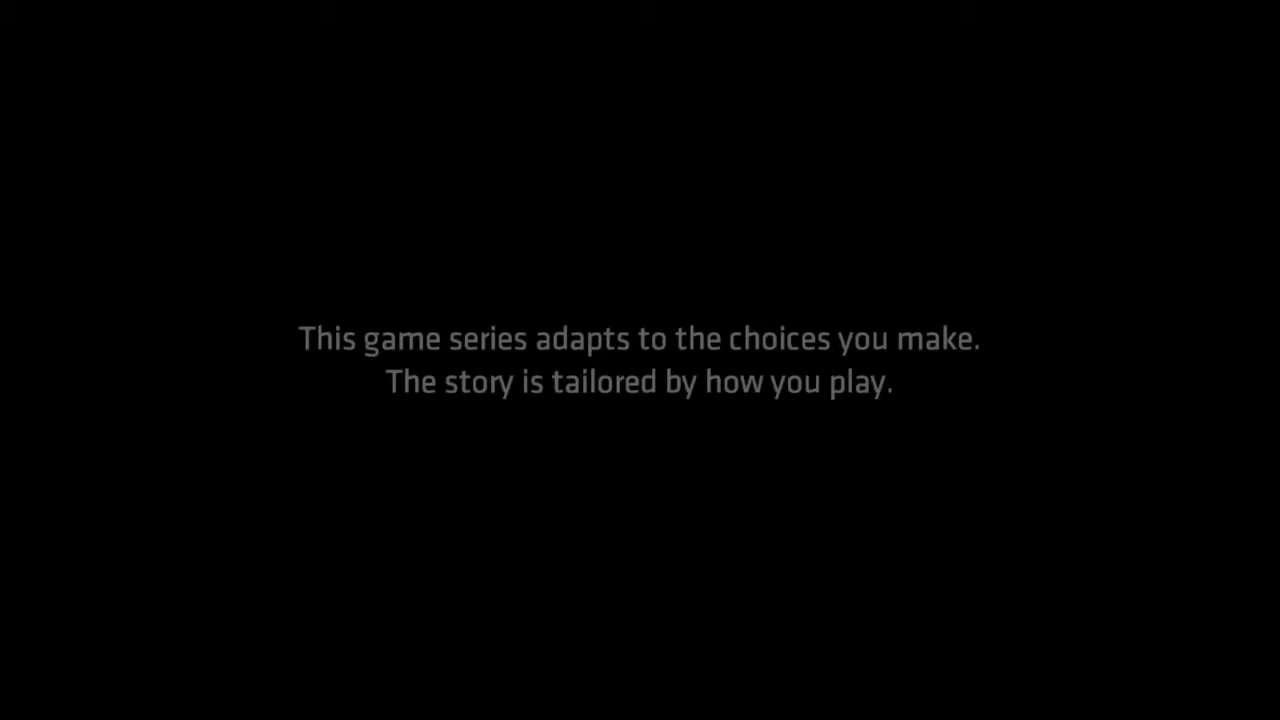 This game series adapts to the choices you make.
The story is tailored by how you play.